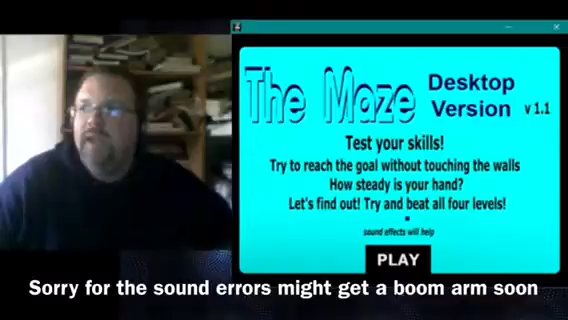 The Maze
Desktop
Version v 1.1
Test your skills!
Try to reach the goal without touching the walls
How steady is your hand?
Let's find out! Try and beat all four levels!
sound effects will help
PLAY
Sorry for the sound errors might get a boom arm soon